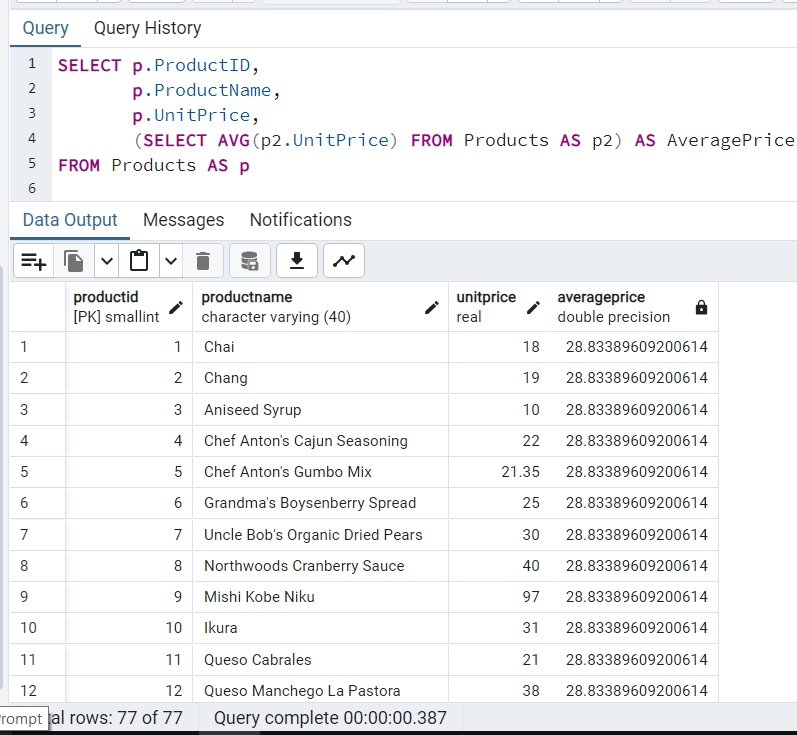 Query Query History
1 SELECT p.ProductID,
2 p.ProductName,
3 p.UnitPrice,
4 (SELECT AVG(p2.UnitPrice) FROM Products AS p2) AS AveragePrice
5 FROM Products AS p
6
Data Output Messages Notifications
productid productname unitprice averageprice
[PK] smallint character varying (40) real double precision
1 1 Chai 18 28.83389609200614
2 2 Chang 19 28.83389609200614
3 3 Aniseed Syrup 10 28.83389609200614
4 4 Chef Anton's Cajun Seasoning 22 28.83389609200614
5 5 Chef Anton's Gumbo Mix 21.35 28.83389609200614
6 6 Grandma's Boysenberry Spread 25 28.83389609200614
7 7 Uncle Bob's Organic Dried Pears 30 28.83389609200614
8 8 Northwoods Cranberry Sauce 40 28.83389609200614
9 9 Mishi Kobe Niku 97 28.83389609200614
10 10 Ikura 31 28.83389609200614
11 11 Queso Cabrales 21 28.83389609200614
12 12 Queso Manchego La Pastora 38 28.83389609200614
rompt al rows: 77 of 77 Query complete 00:00:00.387